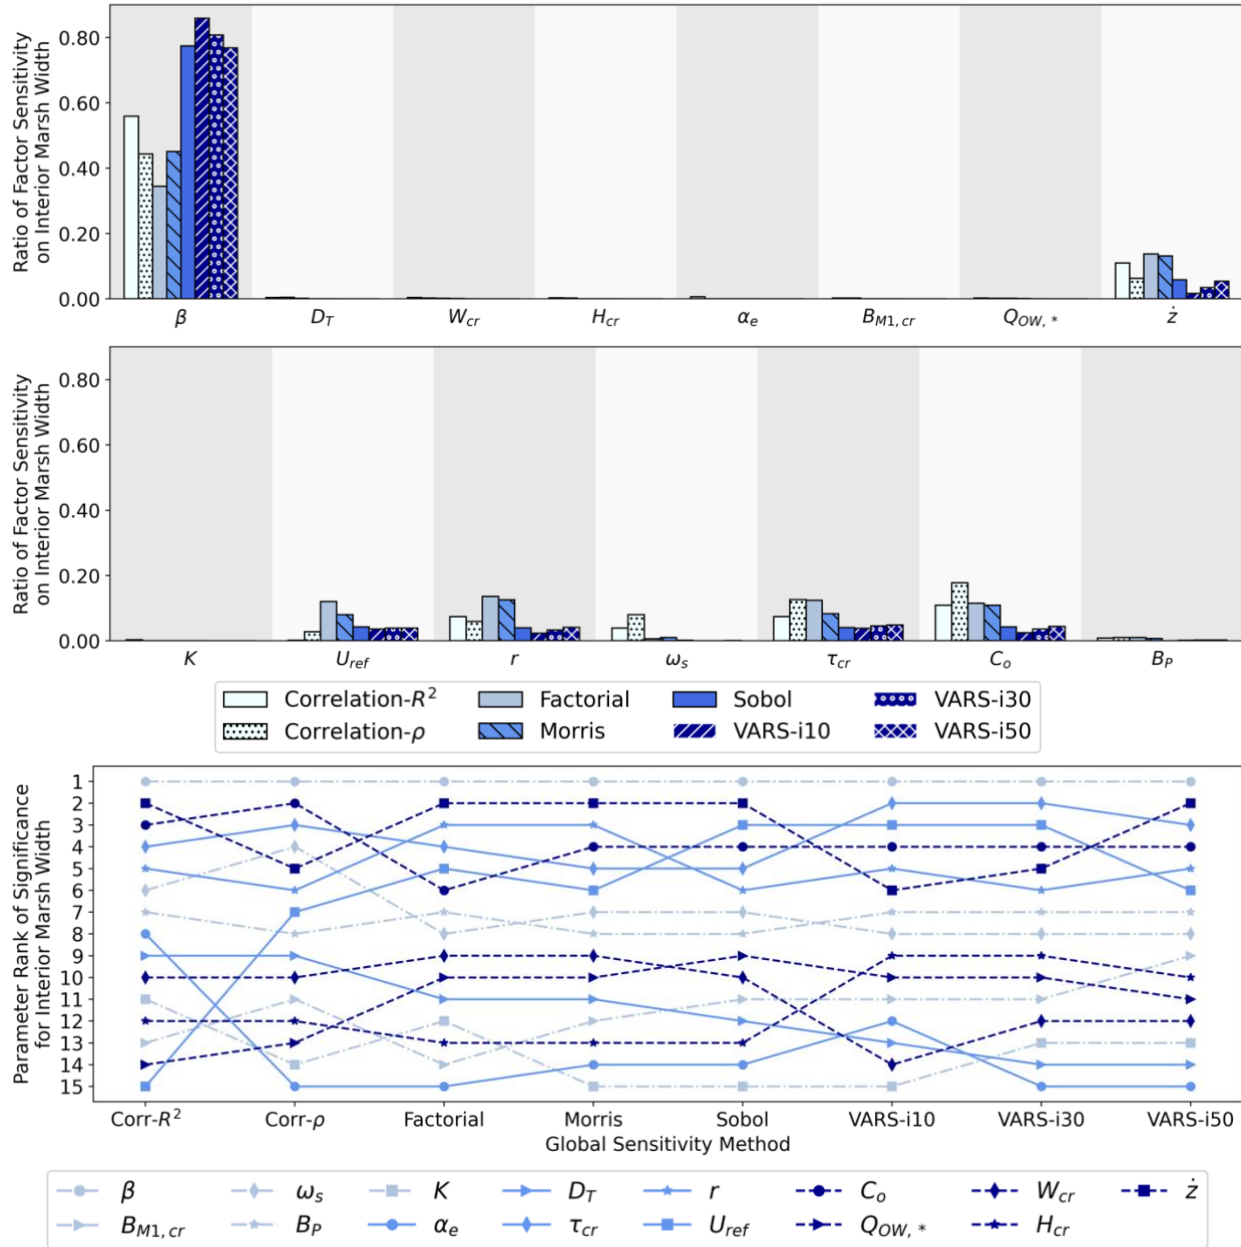 Ratio of Factor Sensitivity
on Interior Marsh Width
0.80
0.60
0.40
0.20
0.00
β D_T W_cr H_cr α_e B_M1,cr Q_OW,* ż
Ratio of Factor Sensitivity
on Interior Marsh Width
0.80
0.60
0.40
0.20
0.00
K U_ref r ω_s τ_cr C_o B_P
Correlation-R² Factorial Sobol VARS-i30
Correlation-ρ Morris VARS-i10 VARS-i50
Parameter Rank of Significance
for Interior Marsh Width
1
2
3
4
5
6
7
8
9
10
11
12
13
14
15
Corr-R² Corr-ρ Factorial Morris Sobol VARS-i10 VARS-i30 VARS-i50
Global Sensitivity Method
β ω_s K D_T r C_o W_cr ż
B_M1,cr B_P α_e τ_cr U_ref Q_OW,* H_cr